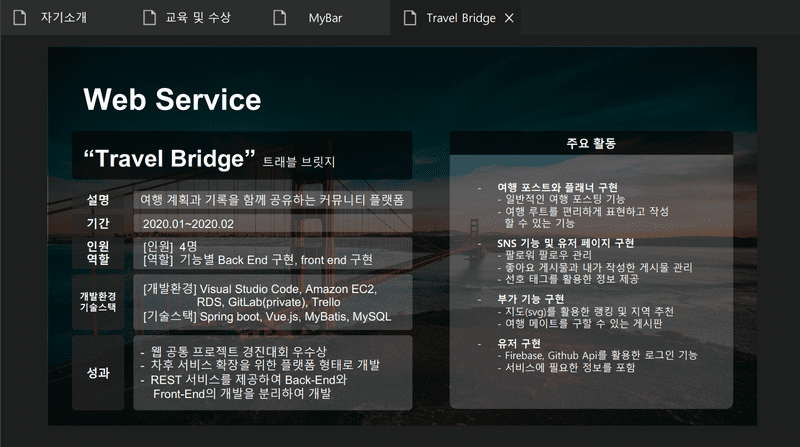 자기소개
교육 및 수상
MyBar
Travel Bridge
Web Service
“Travel Bridge” 트래블 브릿지
설명
여행 계획과 기록을 함께 공유하는 커뮤니티 플랫폼
기간
2020.01~2020.02
인원
역할
[인원] 4명
[역할] 기능별 Back End 구현, front end 구현
개발환경
기술스택
[개발환경] Visual Studio Code, Amazon EC2,
RDS, GitLab(private), Trello
[기술스택] Spring boot, Vue.js, MyBatis, MySQL
성과
- 웹 공통 프로젝트 경진대회 우수상
- 차후 서비스 확장을 위한 플랫폼 형태로 개발
- REST 서비스를 제공하여 Back-End와
Front-End의 개발을 분리하여 개발
주요 활동
- 여행 포스트와 플래너 구현
- 일반적인 여행 포스팅 기능
- 여행 루트를 편리하게 표현하고 작성
할 수 있는 기능
- SNS 기능 및 유저 페이지 구현
- 팔로워 팔로우 관리
- 좋아요 게시물과 내가 작성한 게시물 관리
- 선호 태그를 활용한 정보 제공
- 부가 기능 구현
- 지도(svg)를 활용한 랭킹 및 지역 추천
- 여행 메이트를 구할 수 있는 게시판
- 유저 구현
- Firebase, Github Api를 활용한 로그인 기능
- 서비스에 필요한 정보를 포함